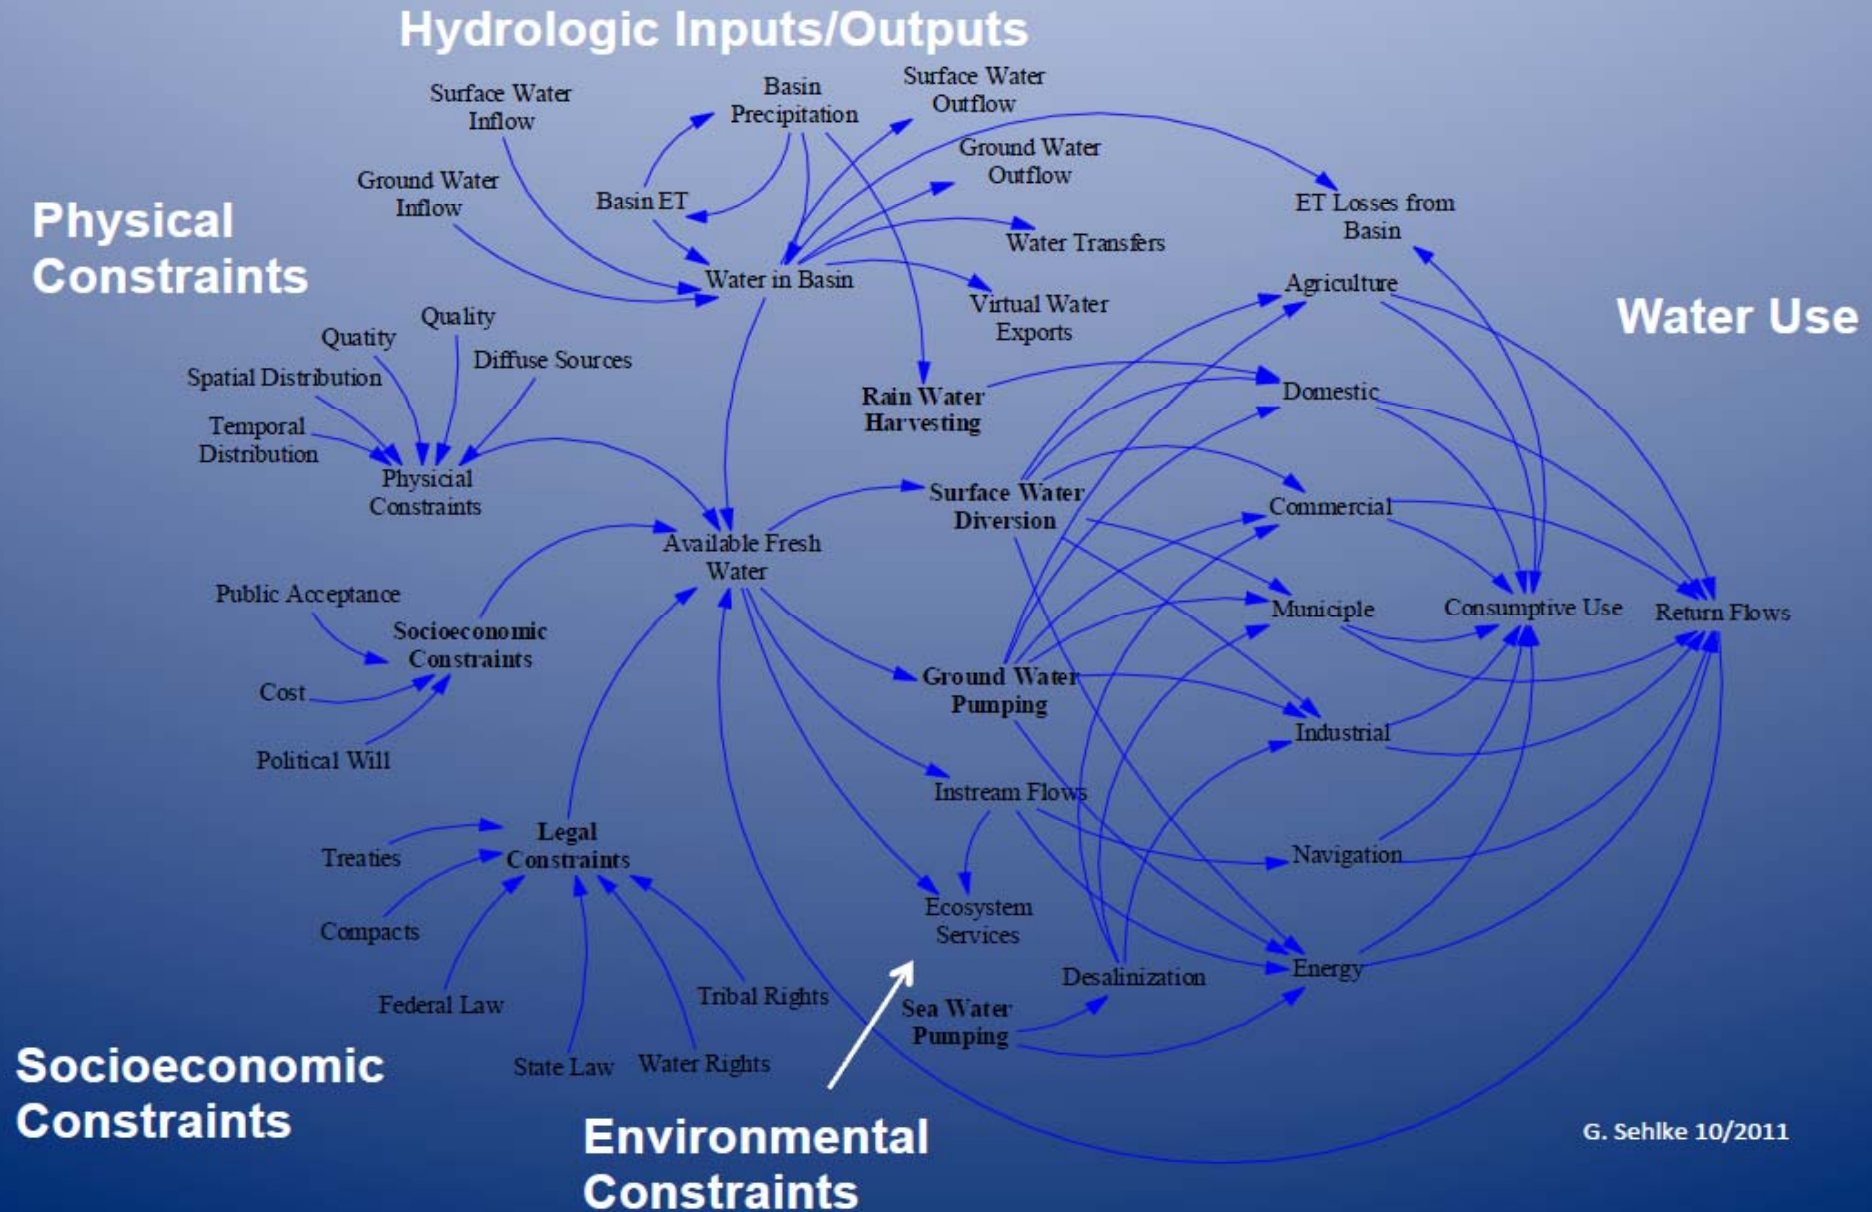 Hydrologic Inputs/Outputs
Surface Water
Inflow
Basin
Precipitation
Surface Water
Outflow
Ground Water
Outflow
Ground Water
Inflow
Basin ET
ET Losses from
Basin
Physical
Constraints
Water Transfers
Water in Basin
Virtual Water
Exports
Agriculture
Water Use
Quality
Quatity
Diffuse Sources
Spatial Distribution
Temporal
Distribution
Physicial
Constraints
Rain Water
Harvesting
Domestic
Surface Water
Diversion
Commercial
Available Fresh
Water
Public Acceptance
Socioeconomic
Constraints
Cost
Political Will
Municiple
Consumptive Use
Return Flows
Ground Water
Pumping
Industrial
Instream Flows
Legal
Constraints
Treaties
Compacts
Navigation
Ecosystem
Services
Federal Law
Tribal Rights
State Law
Water Rights
Desalinization
Sea Water
Pumping
Energy
Socioeconomic
Constraints
Environmental
Constraints
G. Sehlke 10/2011